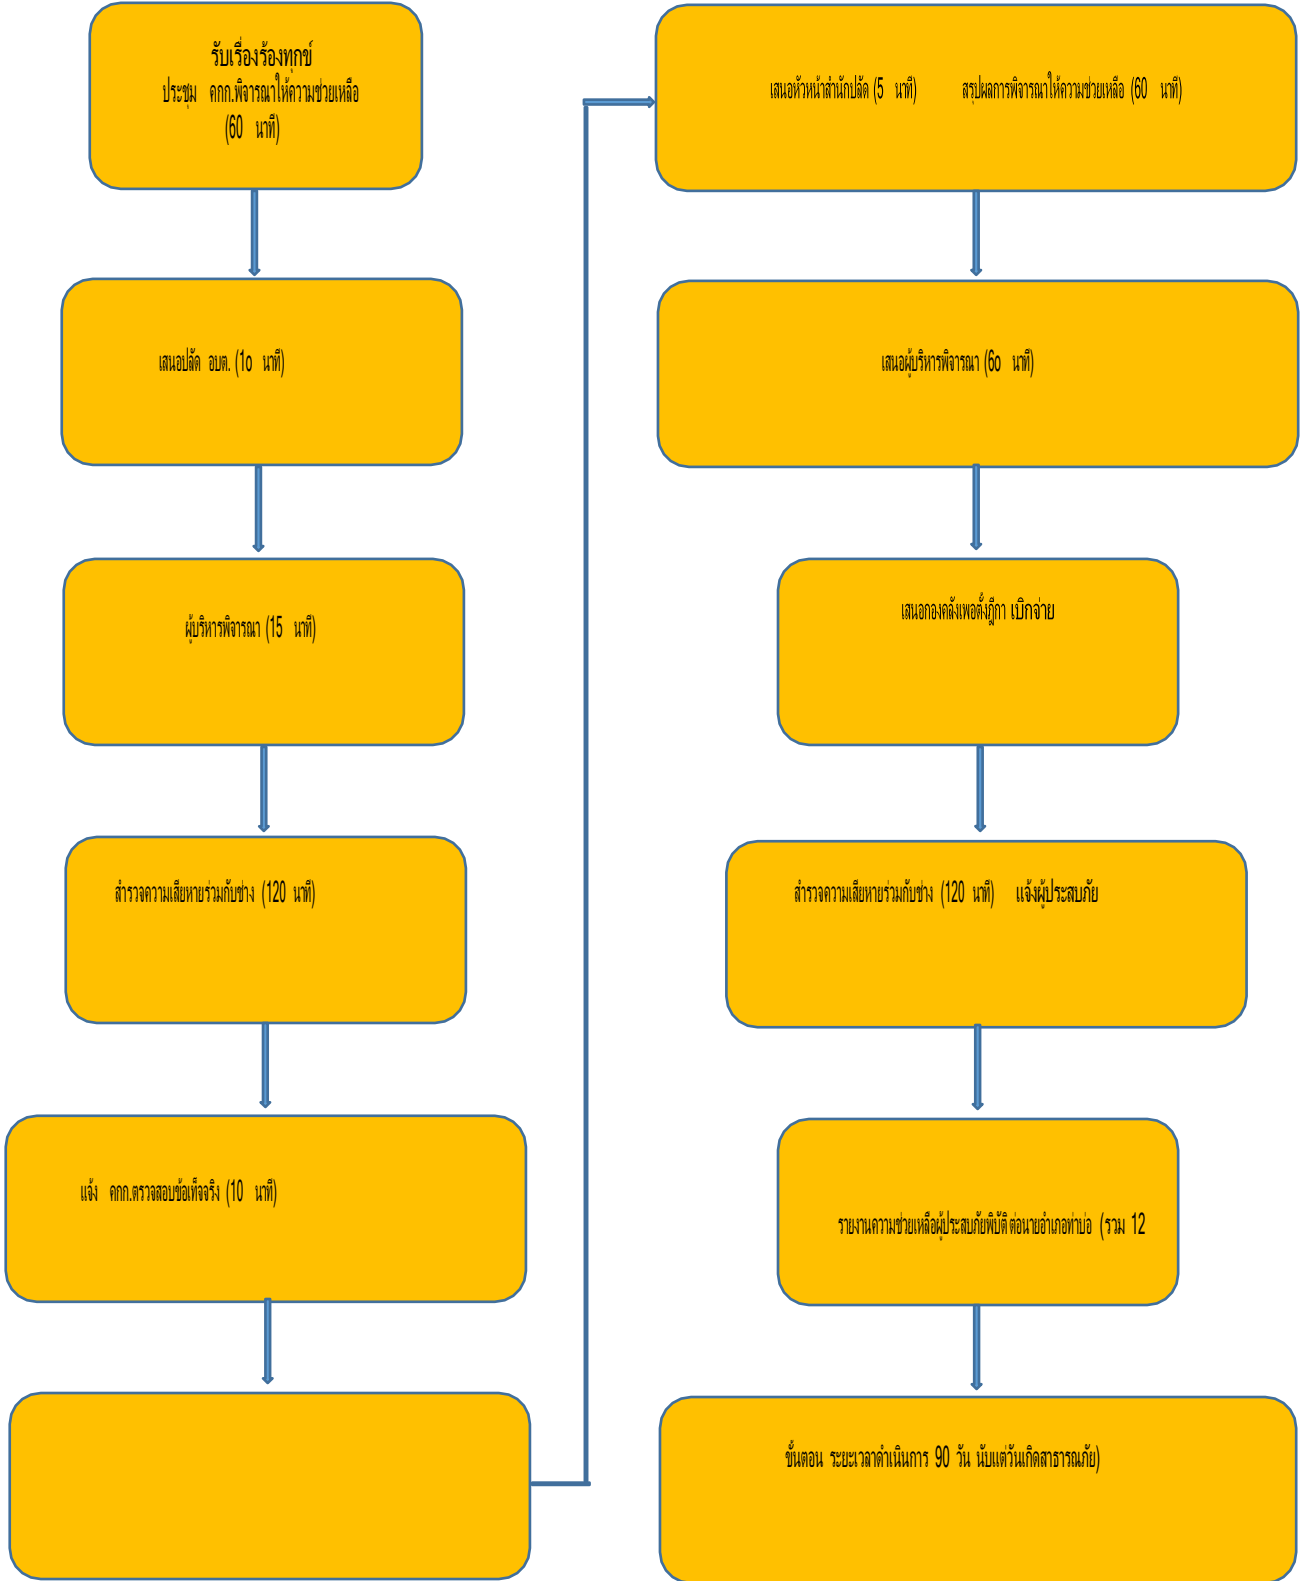 รับเรื่องร้องทุกข์
ประชุม คกก.พิจารณาให้ความช่วยเหลือ
(60 นาที)
เสนอปลัด อบต. (1o นาที)
ผู้บริหารพิจารณา (15 นาที)
สำรวจความเสียหายร่วมกับช่าง (120 นาที)
แจ้ง คกก.ตรวจสอบข้อเท็จจริง (10 นาที)
เสนอหัวหน้าสำนักปลัด (5 นาที) สรุปผลการพิจารณาให้ความช่วยเหลือ (60 นาที)
เสนอผู้บริหารพิจารณา (6o นาที)
เสนอกองคลังเพอตั้งฎีกา เบิกจ่าย
สำรวจความเสียหายร่วมกับช่าง (120 นาที) แจ้งผู้ประสบภัย
รายงานความช่วยเหลือผู้ประสบภัยพิบัติ ต่อนายอำเภอท่าบ่อ (รวม 12
ขั้นตอน ระยะเวลาดำเนินการ 90 วัน นับแต่วันเกิดสาธารณภัย)